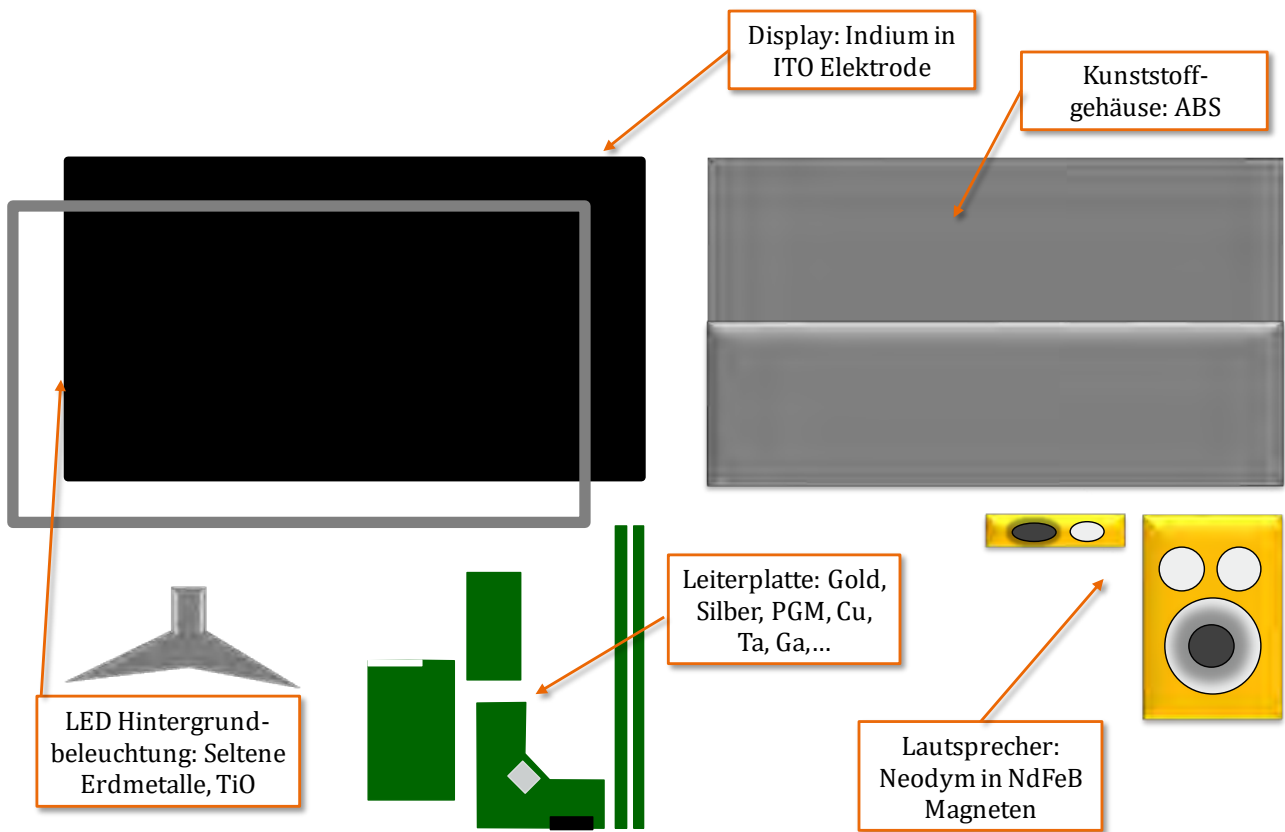 Display: Indium in
ITO Elektrode
Kunststoff-
gehäuse: ABS
Leiterplatte: Gold,
Silber, PGM, Cu,
Ta, Ga,...
LED Hintergrund-
beleuchtung: Seltene
Erdmetalle, TiO
Lautsprecher:
Neodym in NdFeB
Magneten